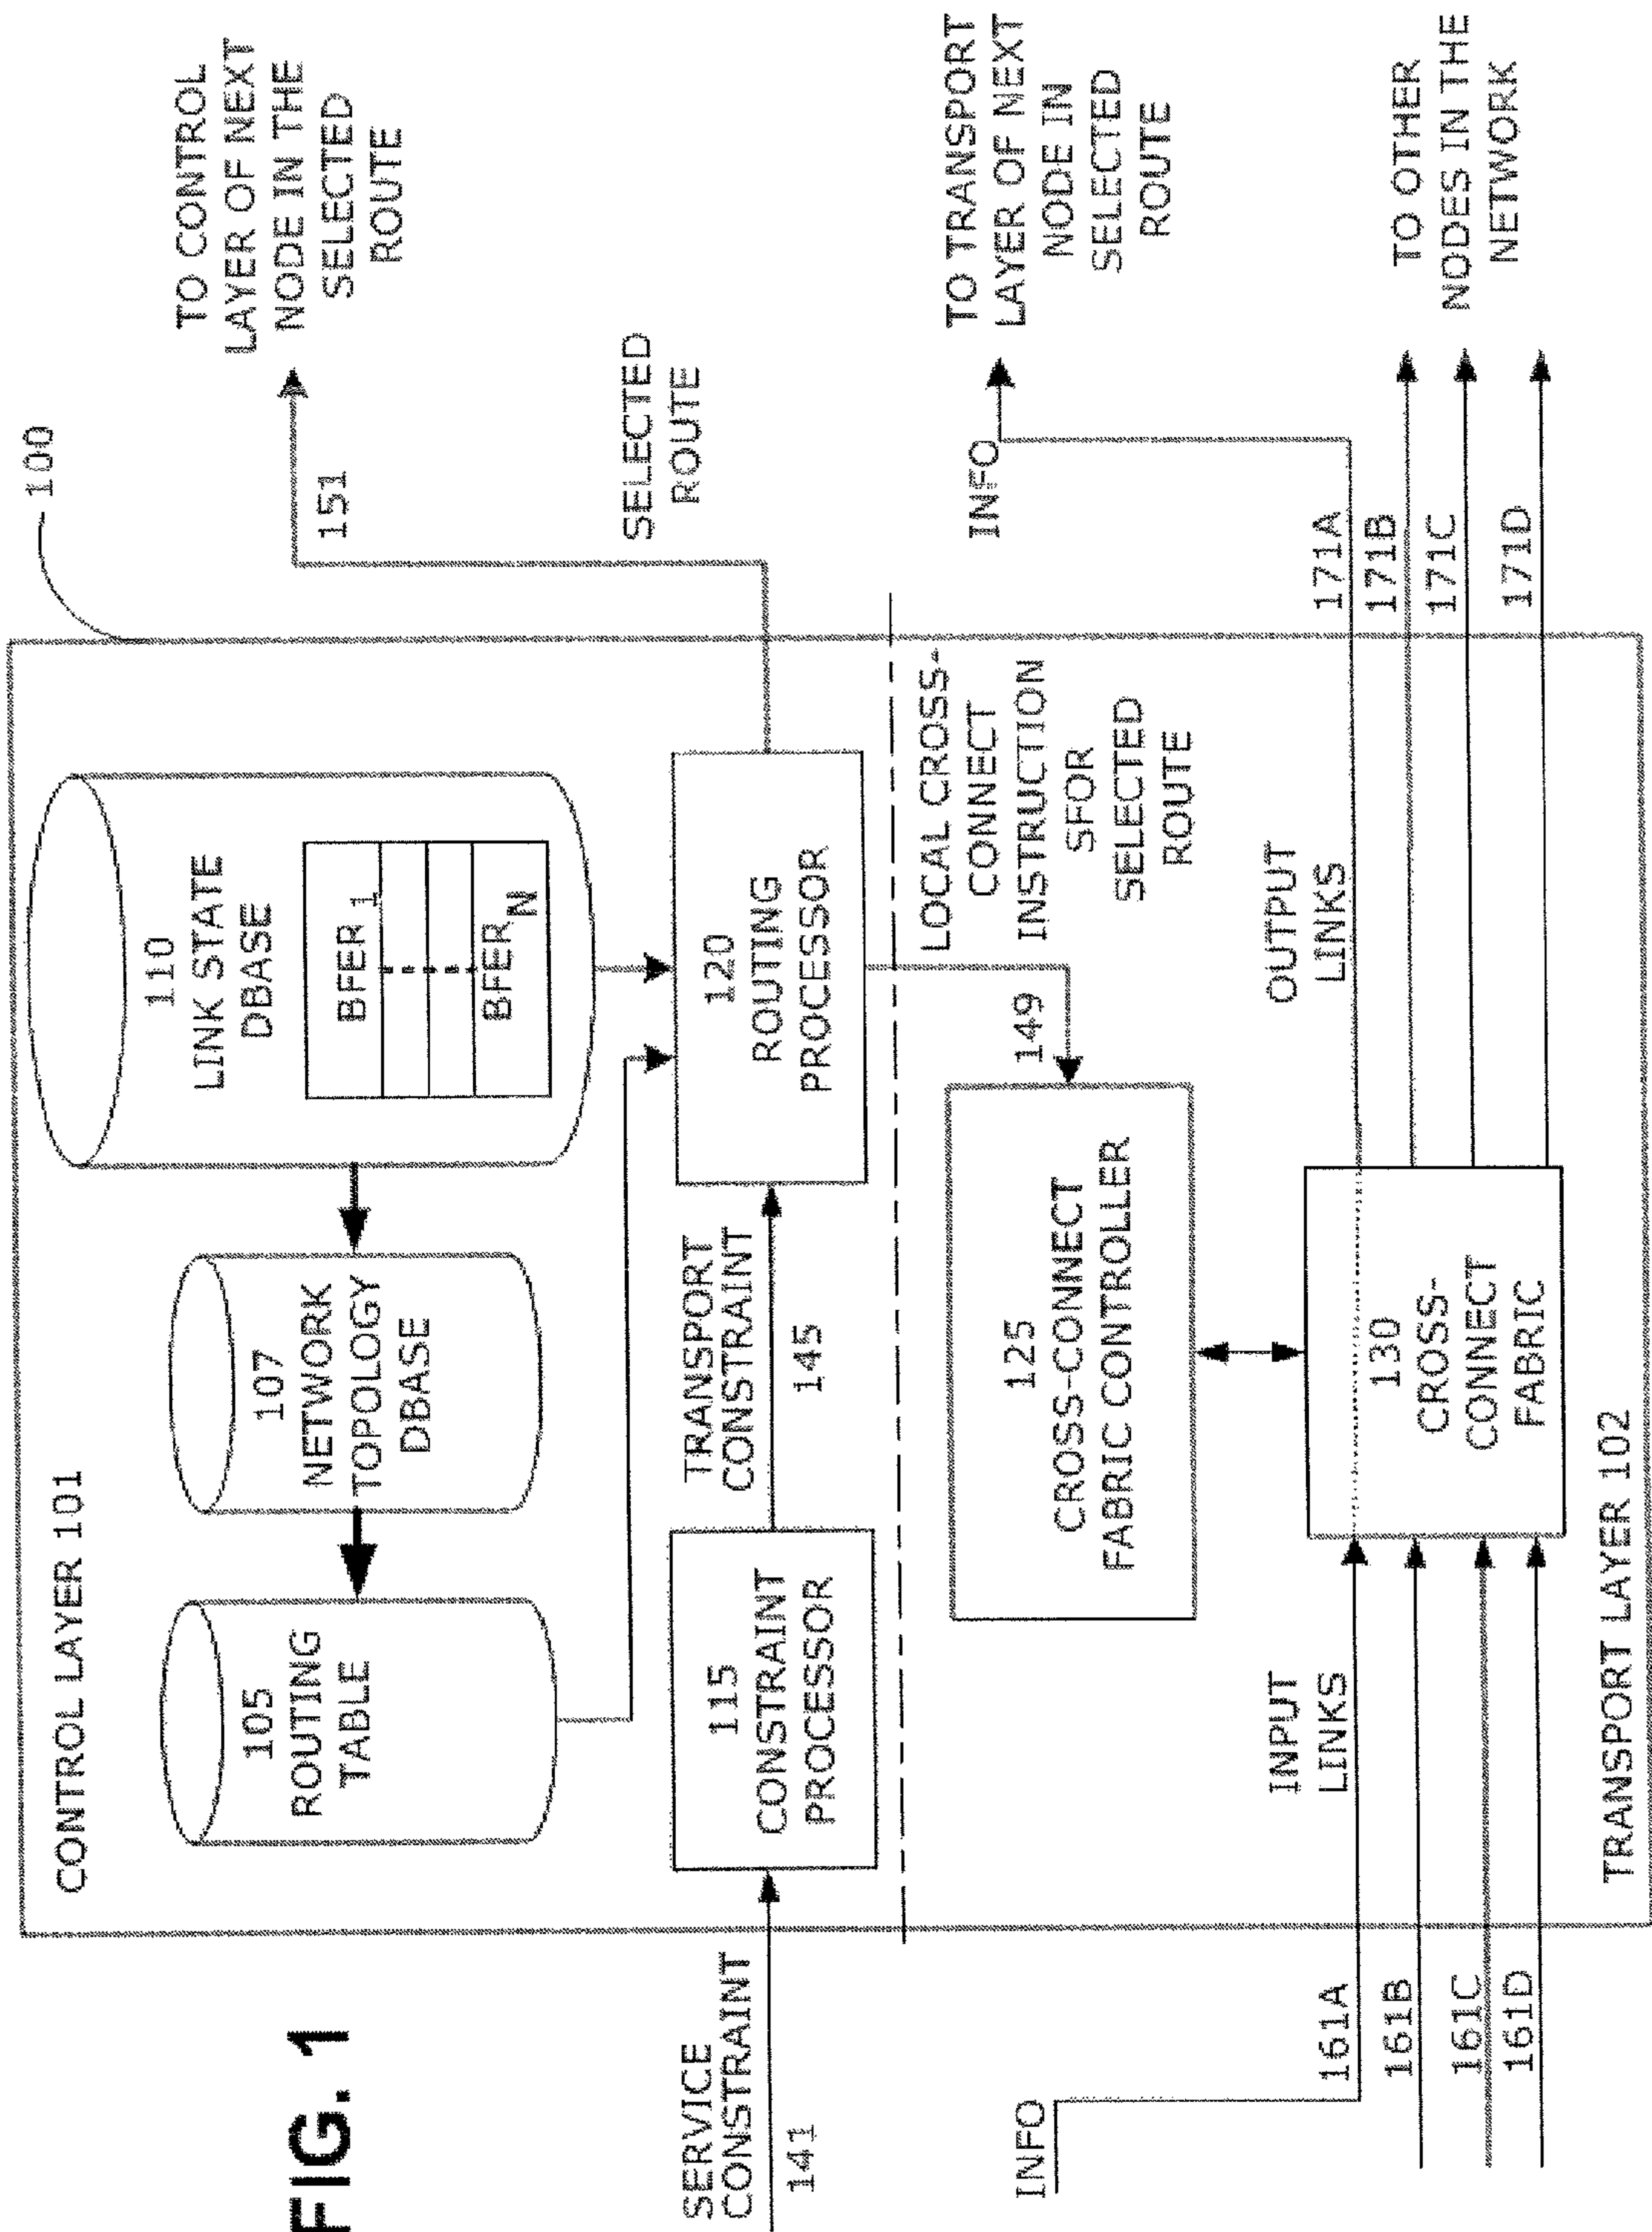 FIG. 1
100
CONTROL LAYER 101
105
ROUTING
TABLE
107
NETWORK
TOPOLOGY
DBASE
110
LINK STATE
DBASE
BFER 1
BFER N
TO CONTROL
LAYER OF NEXT
NODE IN THE
SELECTED
ROUTE
151
SELECTED
ROUTE
SERVICE
CONSTRAINT
141
115
CONSTRAINT
PROCESSOR
TRANSPORT
CONSTRAINT
145
120
ROUTING
PROCESSOR
LOCAL CROSS-
CONNECT
INSTRUCTION
SFOR
SELECTED
ROUTE
149
125
CROSS-CONNECT
FABRIC CONTROLLER
INFO
TO TRANSPORT
LAYER OF NEXT
NODE IN
SELECTED
ROUTE
INFO
INPUT
LINKS
OUTPUT
LINKS
161A
161B
161C
161D
130
CROSS-
CONNECT
FABRIC
171A
171B
171C
171D
TO OTHER
NODES IN THE
NETWORK
TRANSPORT LAYER 102